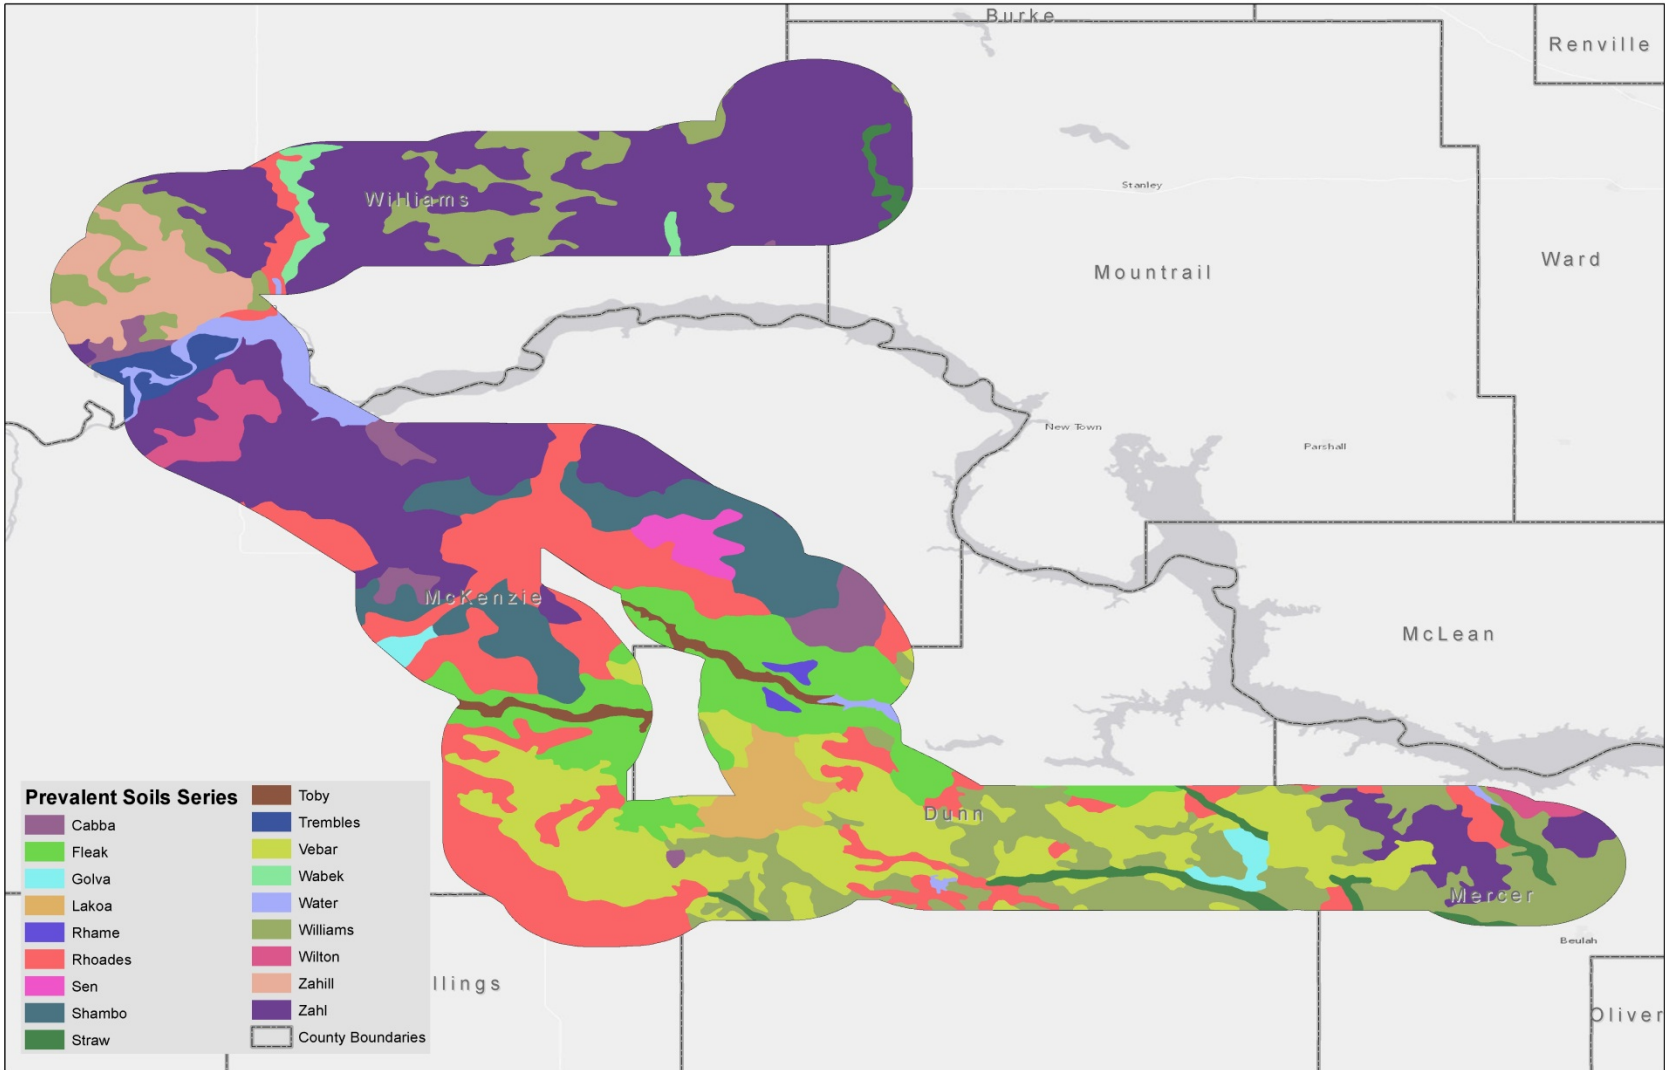 Burke
Renville
Williams
Stanley
Mountrail
Ward
New Town
Parshall
McKenzie
McLean
Dunn
Mercer
Beulah
llings
Oliver
Prevalent Soils Series
Cabba
Fleak
Golva
Lakoa
Rhame
Rhoades
Sen
Shambo
Straw
Toby
Trembles
Vebar
Wabek
Water
Williams
Wilton
Zahill
Zahl
County Boundaries